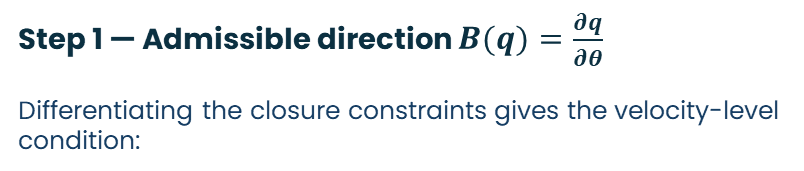 Step 1 — Admissible direction B(q) = ∂q/∂θ
Differentiating the closure constraints gives the velocity-level
condition: